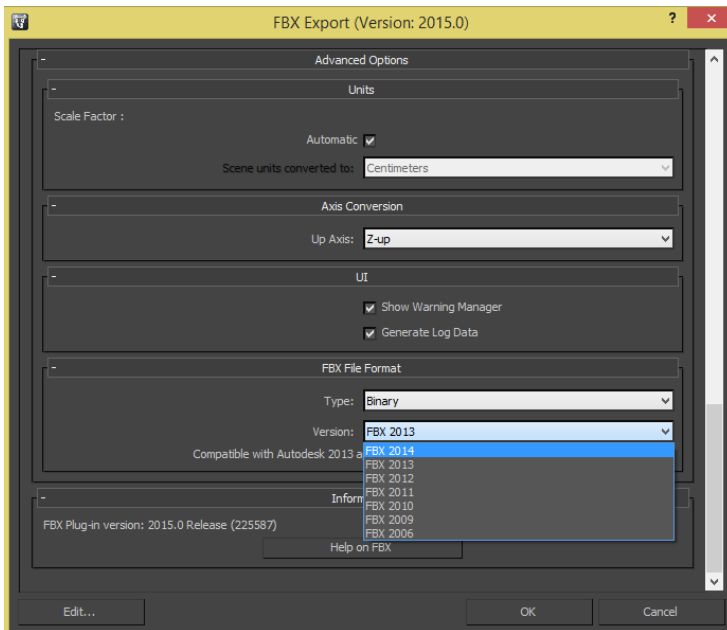 FBX Export (Version: 2015.0)
Advanced Options
Units
Scale Factor :
Automatic
Scene units converted to: Centimeters
Axis Conversion
Up Axis: Z-up
UI
Show Warning Manager
Generate Log Data
FBX File Format
Type: Binary
Version: FBX 2013
Compatible with Autodesk 2013 a
FBX 2014
FBX 2013
FBX 2012
FBX 2011
FBX 2010
FBX 2009
FBX 2006
Inform
FBX Plug-in version: 2015.0 Release (225587)
Help on FBX
Edit...
OK
Cancel